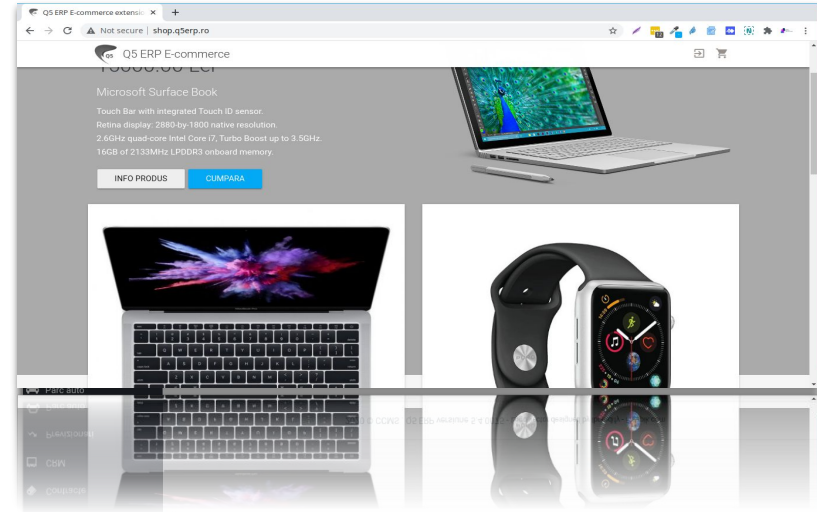 Q5 ERP E-commerce extensio
Not secure | shop.q5erp.ro
Q5 Q5 ERP E-commerce
Microsoft Surface Book
Touch Bar with integrated Touch ID sensor.
Retina display: 2880-by-1800 native resolution.
2.6GHz quad-core Intel Core i7, Turbo Boost up to 3.5GHz.
16GB of 2133MHz LPDDR3 onboard memory.
INFO PRODUS CUMPARA
Parc auto
CRM